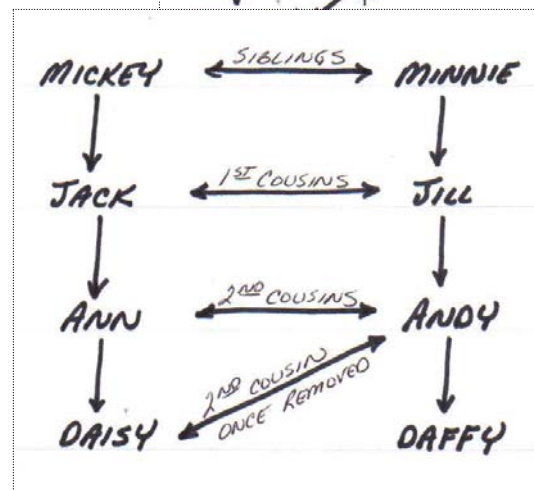 MICKEY SIBLINGS MINNIE
JACK 1ST COUSINS JILL
ANN 2ND COUSINS ANDY
2ND COUSIN
ONCE REMOVED
DAISY DAFFY